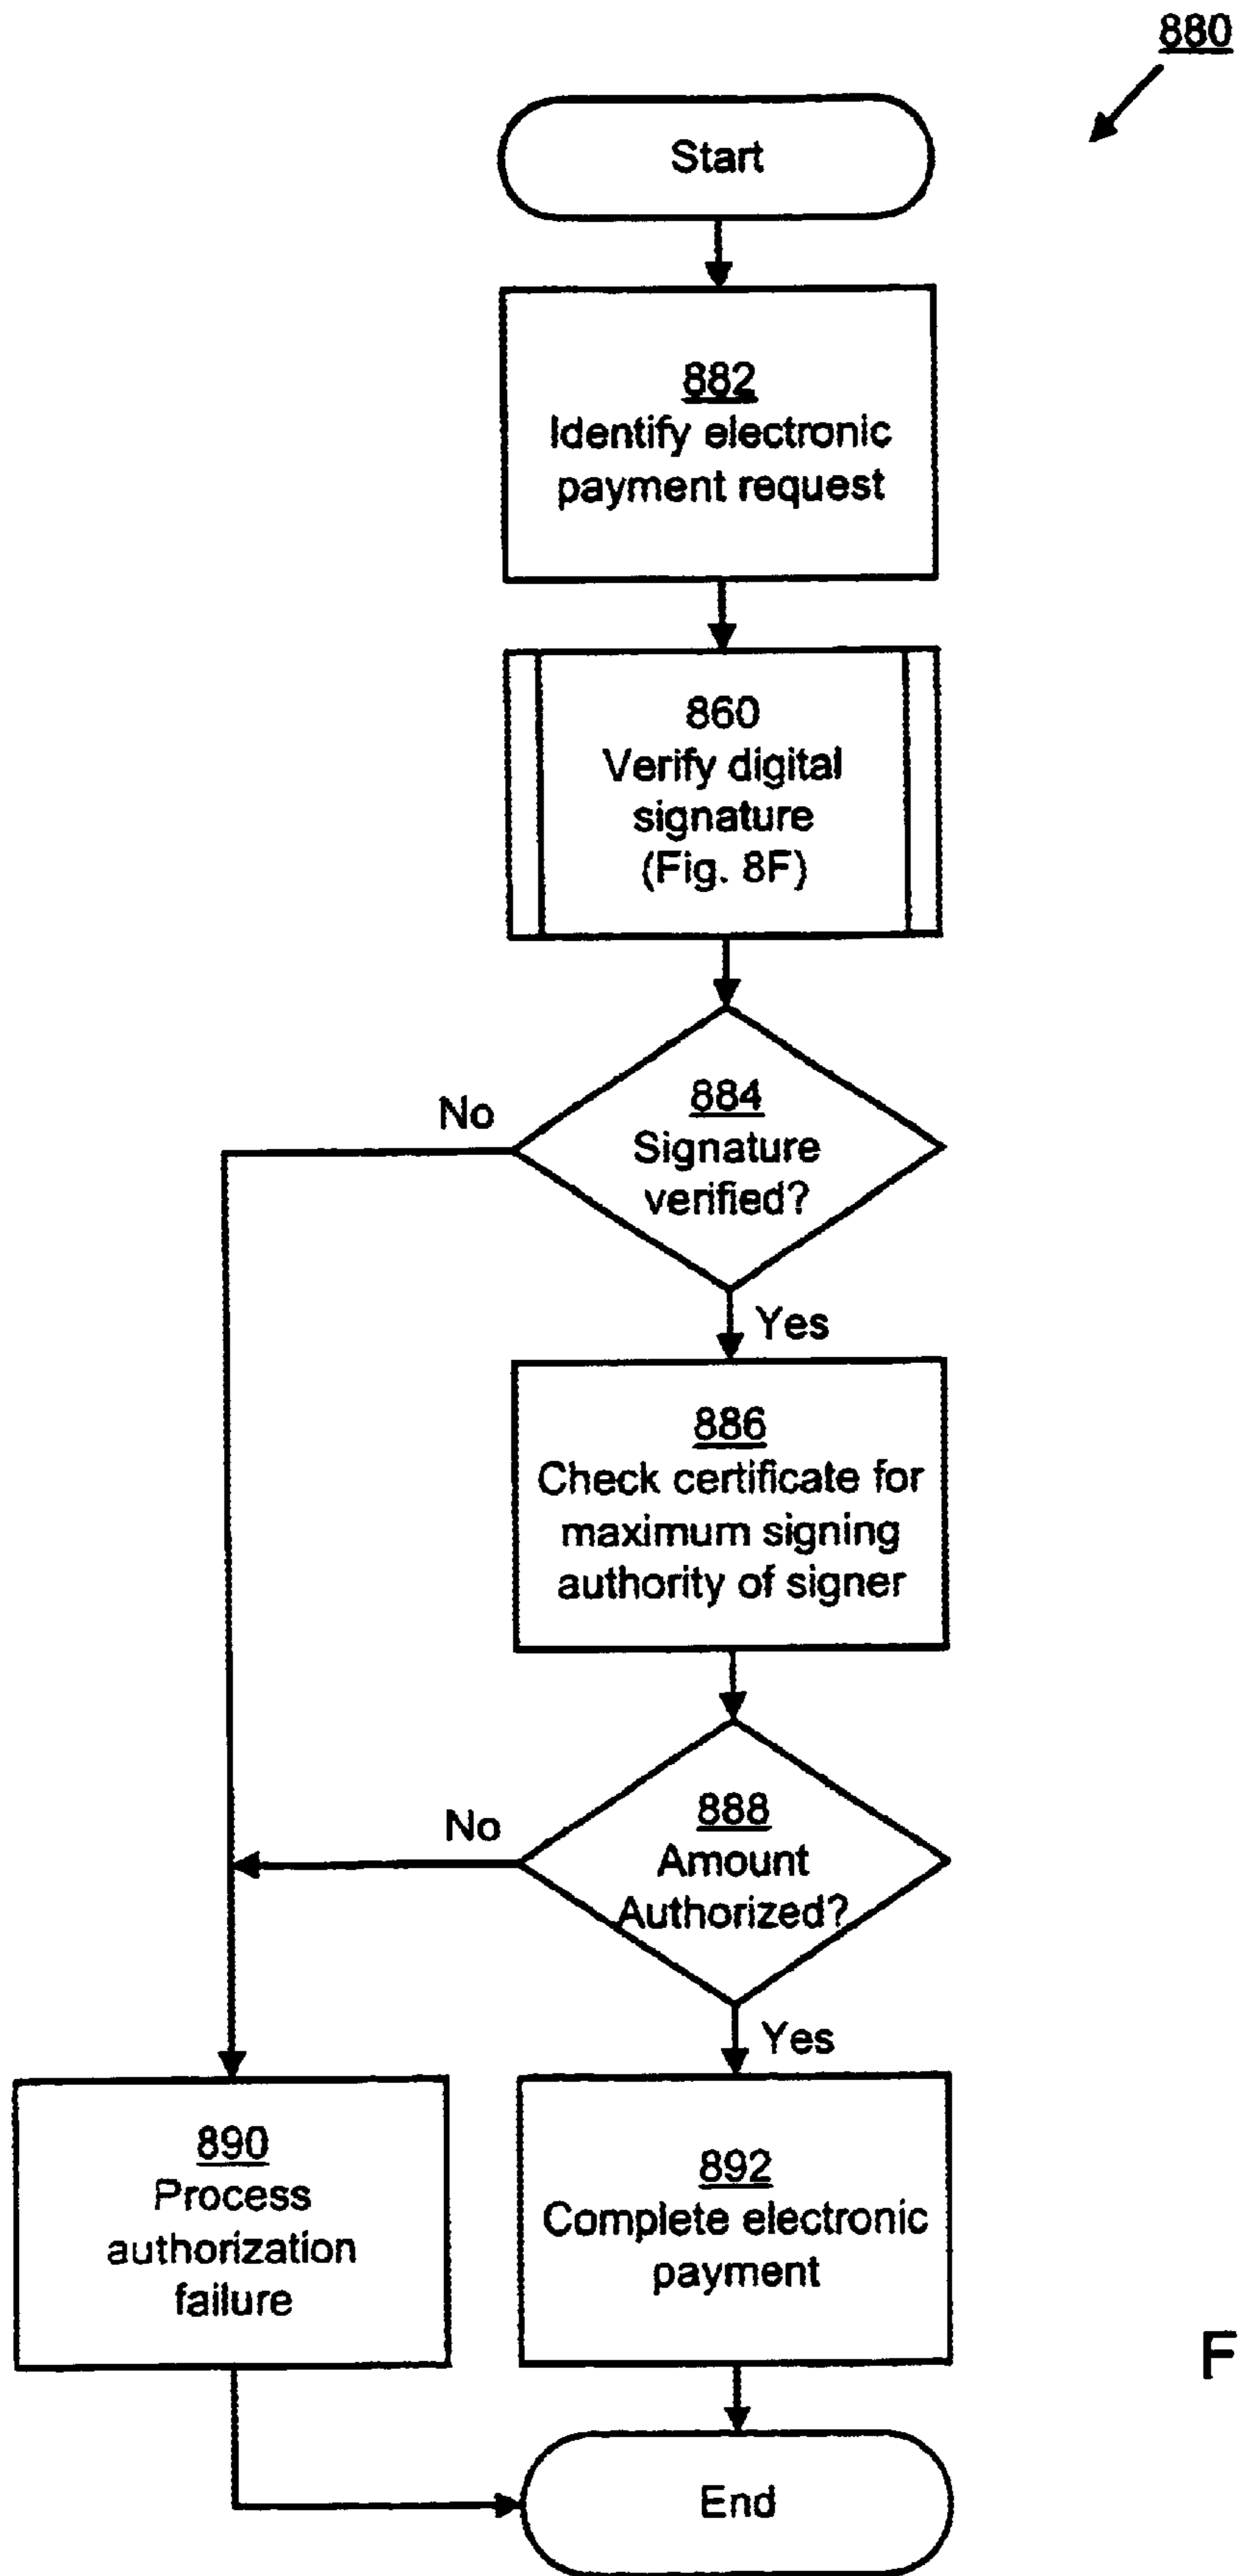 880
Start
882
Identify electronic
payment request
860
Verify digital
signature
(Fig. 8F)
884
Signature
verified?
No
Yes
886
Check certificate for
maximum signing
authority of signer
888
Amount
Authorized?
No
Yes
890
Process
authorization
failure
892
Complete electronic
payment
F
End